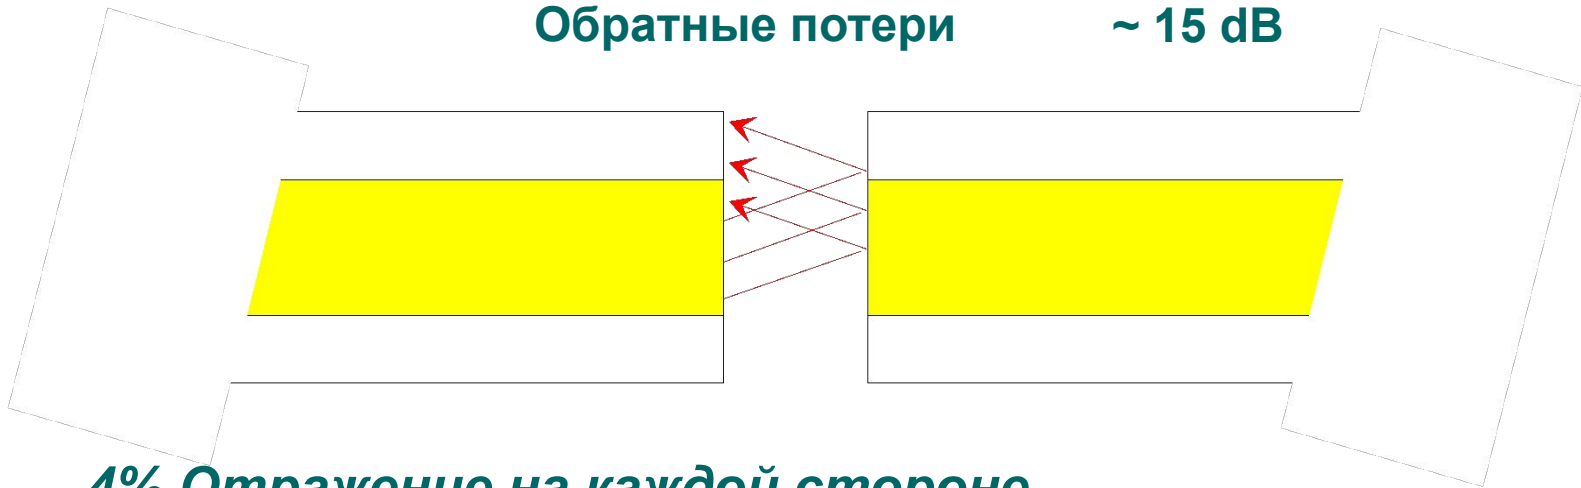 Обратные потери ~ 15 dB
4% Отражение на каждой стороне